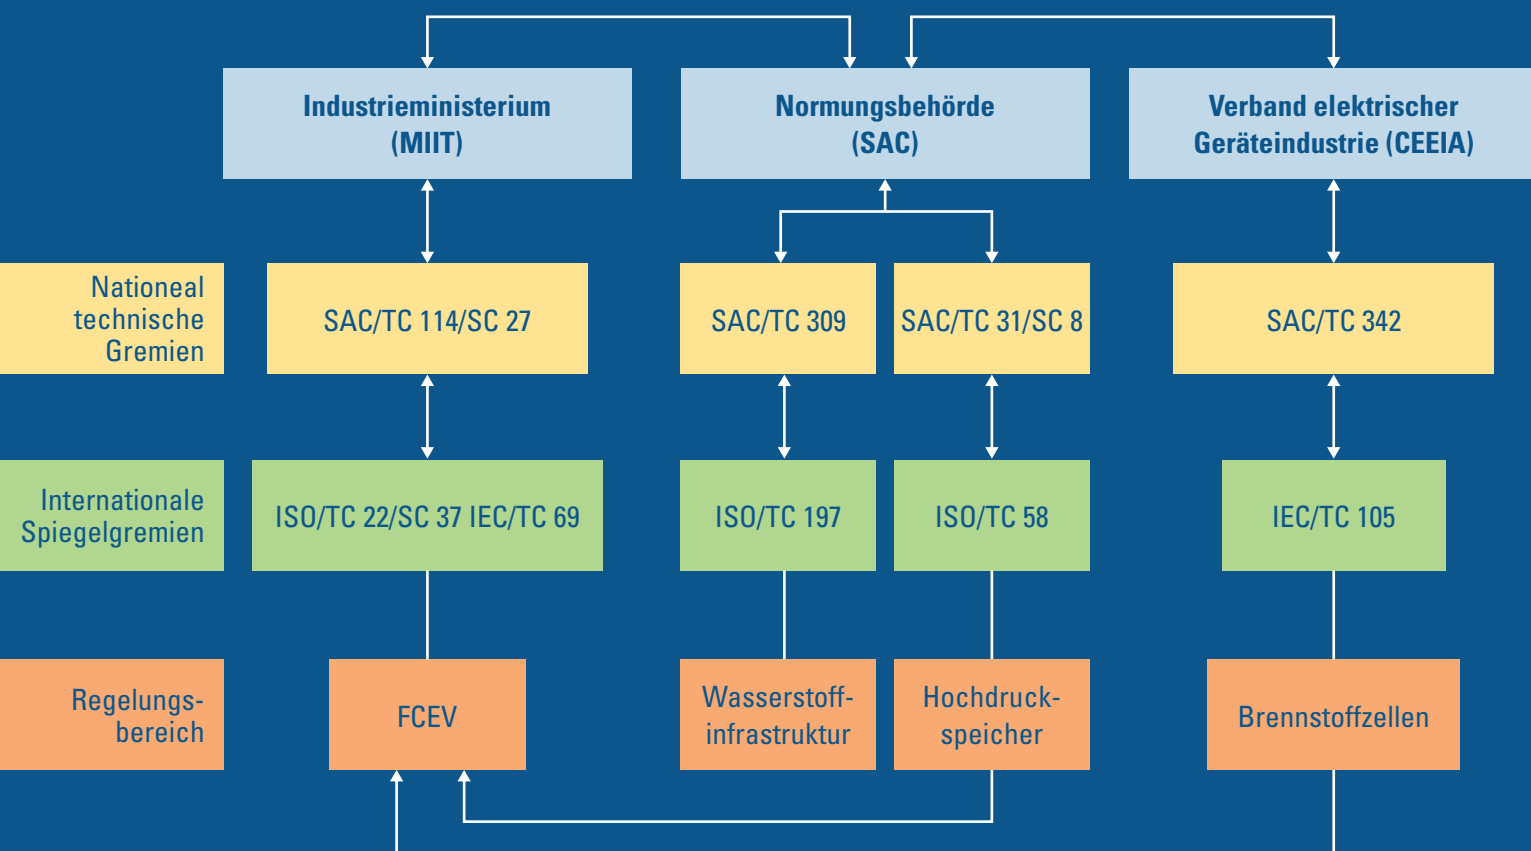 Industrieministerium
(MIIT)
Normungsbehörde
(SAC)
Verband elektrischer
Geräteindustrie (CEEIA)
Nationeal
technische
Gremien
SAC/TC 114/SC 27
SAC/TC 309
SAC/TC 31/SC 8
SAC/TC 342
Internationale
Spiegelgremien
ISO/TC 22/SC 37 IEC/TC 69
ISO/TC 197
ISO/TC 58
IEC/TC 105
Regelungs-
bereich
FCEV
Wasserstoff-
infrastruktur
Hochdruck-
speicher
Brennstoffzellen